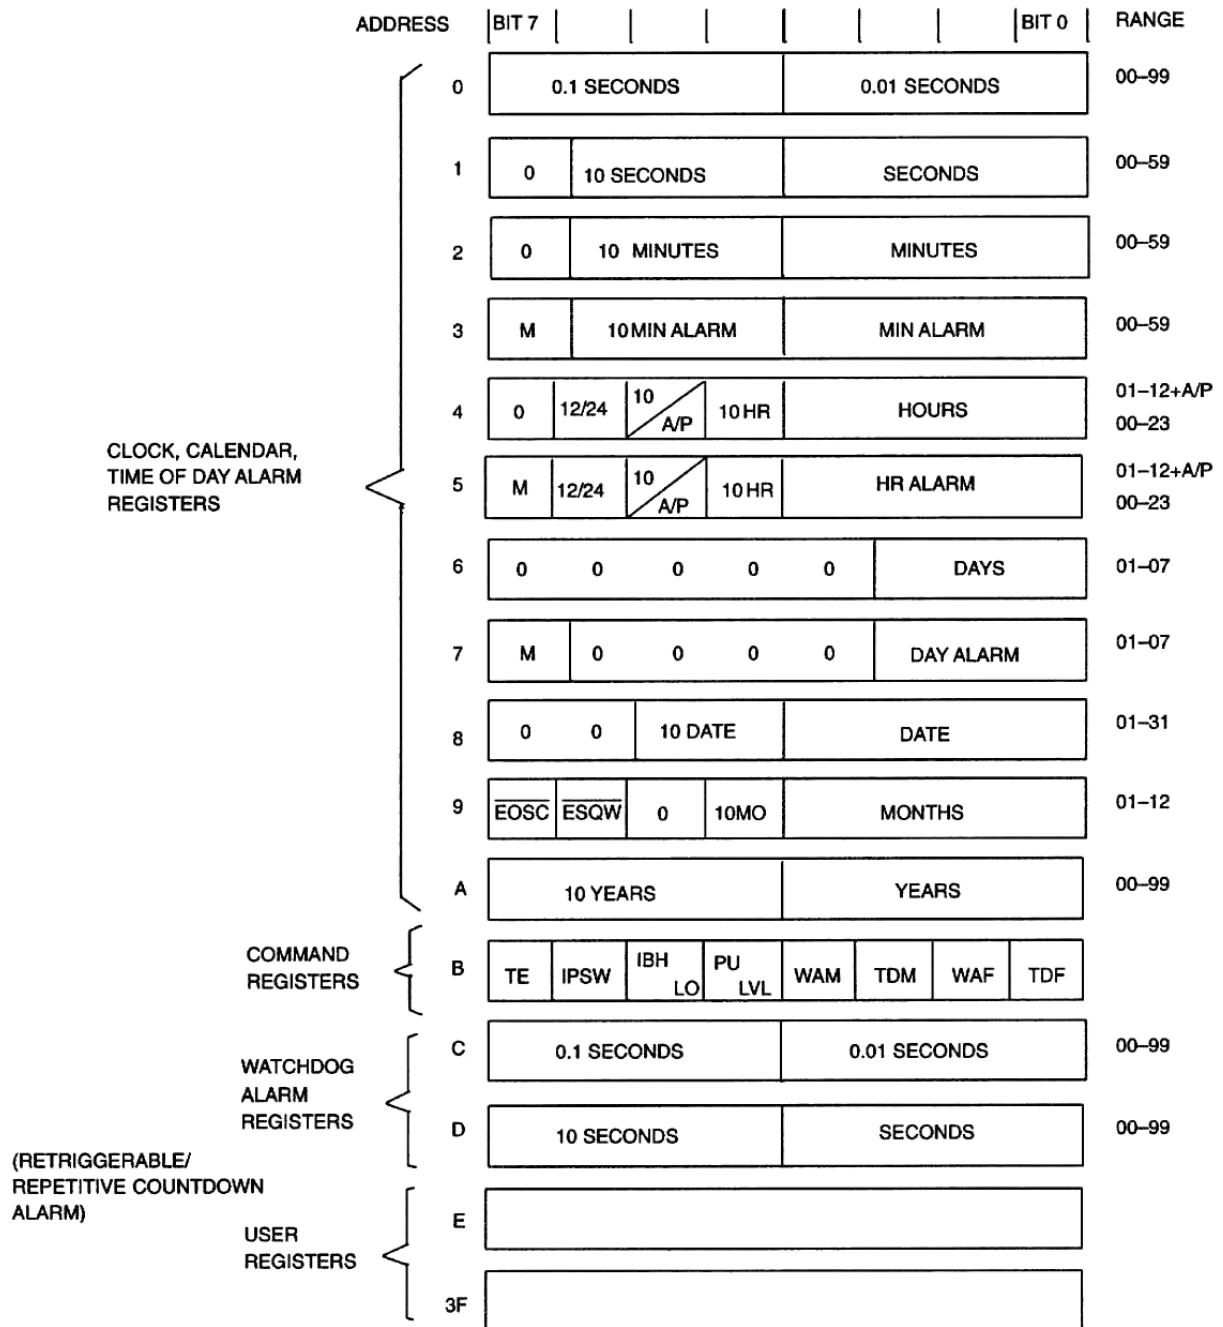 ADDRESS BIT 7 BIT 0 RANGE
0 0.1 SECONDS 0.01 SECONDS 00–99
1 0 10 SECONDS SECONDS 00–59
2 0 10 MINUTES MINUTES 00–59
3 M 10 MIN ALARM MIN ALARM 00–59
4 0 12/24 10 A/P 10 HR HOURS 01–12+A/P
00–23
CLOCK, CALENDAR,
TIME OF DAY ALARM
REGISTERS
5 M 12/24 10 A/P 10 HR HR ALARM 01–12+A/P
00–23
6 0 0 0 0 0 DAYS 01–07
7 M 0 0 0 0 DAY ALARM 01–07
8 0 0 10 DATE DATE 01–31
9 E̅O̅S̅C̅ E̅S̅Q̅W̅ 0 10MO MONTHS 01–12
A 10 YEARS YEARS 00–99
COMMAND
REGISTERS
B TE IPSW IBH LO PU LVL WAM TDM WAF TDF
C 0.1 SECONDS 0.01 SECONDS 00–99
WATCHDOG
ALARM
REGISTERS
D 10 SECONDS SECONDS 00–99
(RETRIGGERABLE/
REPETITIVE COUNTDOWN
ALARM)
E
USER
REGISTERS
3F